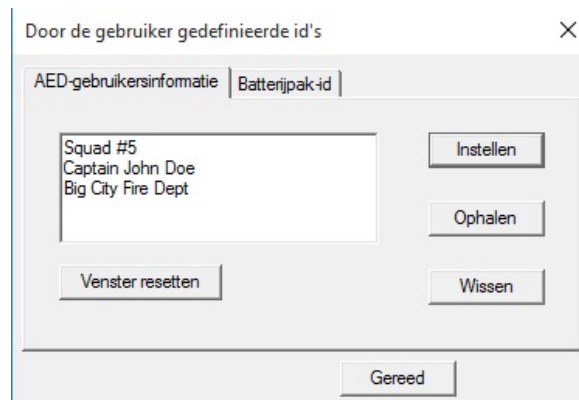 Door de gebruiker gedefinieerde id's
AED-gebruikersinformatie
Batterijpak-id
Squad #5
Captain John Doe
Big City Fire Dept
Instellen
Ophalen
Venster resetten
Wissen
Gereed